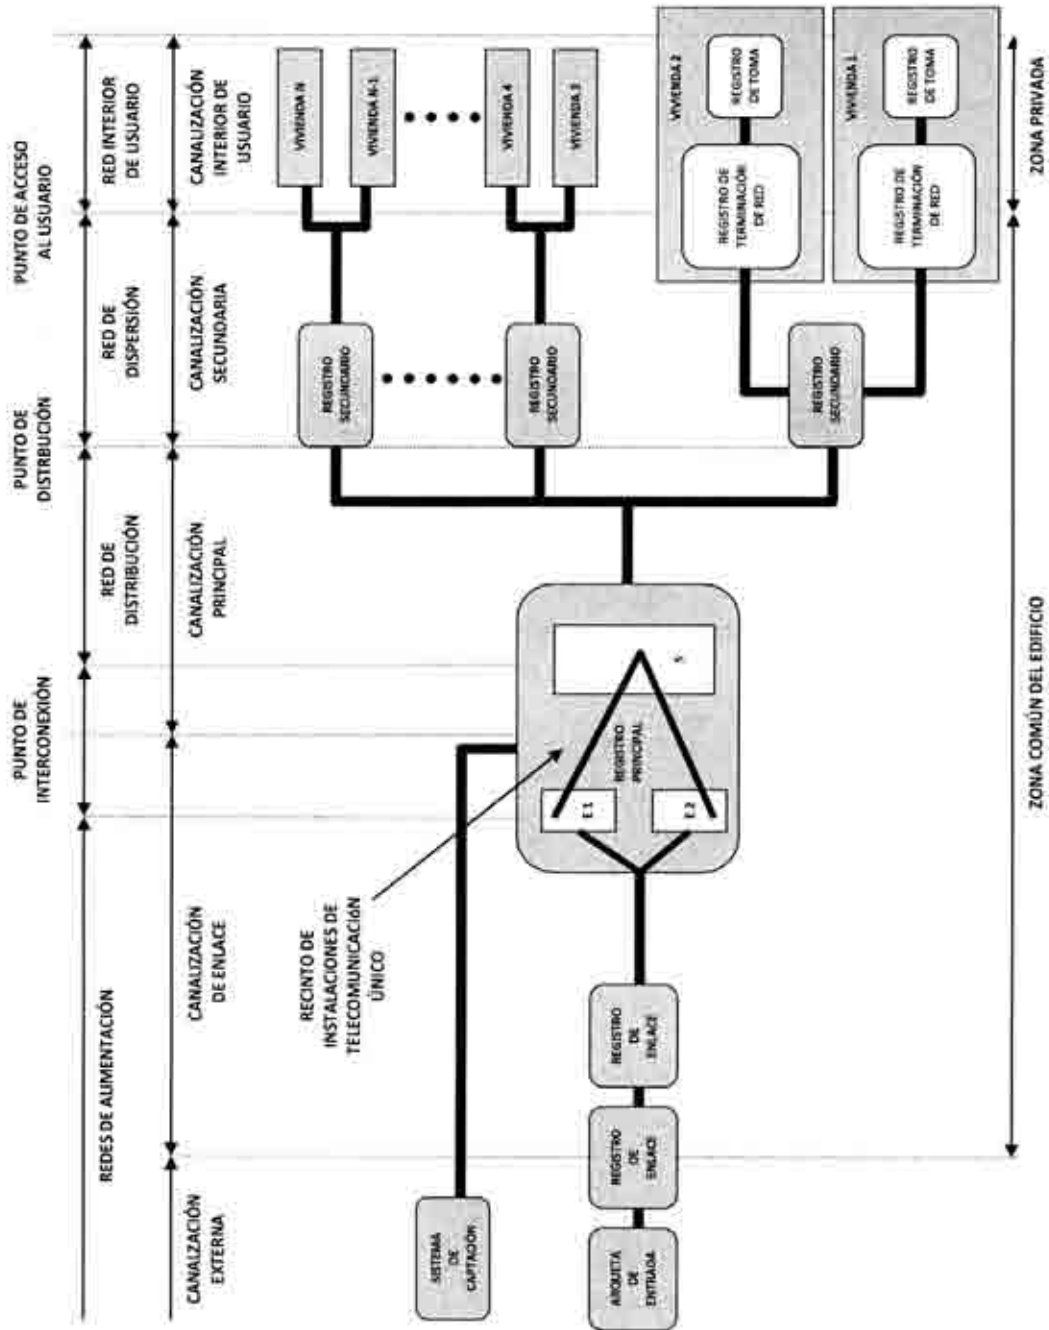 PUNTO DE
INTERCONEXIÓN
PUNTO DE
DISTRBUCIÓN
PUNTO DE ACCESO
AL USUARIO
REDES DE ALIMENTACIÓN
RED DE
DISTRIBUCIÓN
RED DE
DISPERSIÓN
RED INTERIOR
DE USUARIO
CANALZACIÓN
EXTERNA
CANALIZACIÓN
DE ENLACE
CANALIZACIÓN
PRINCIPAL
CANALIZACIÓN
SECUNDARIA
CANALIZACIÓN
INTERIOR DE
USUARIO
VIVIENDA N
VIVIENDA N-1
VIVIENDA 4
VIVIENDA 3
REGISTRO
SECUNDARIO
REGISTRO
SECUNDARIO
RECINTO DE
INSTALACIONES DE
TELECOMUNICACIÓN
ÚNICO
SISTEMA
DE
CAPTACIÓN
E 1
E 2
S
REGISTRO
PRINCIPAL
ARQUETA
DE
ENTRADA
REGISTRO
DE
ENLACE
REGISTRO
DE
ENLACE
VIVIENDA 2
REGISTRO DE
TERMINACIÓN
DE RED
REGISTRO
DE TOMA
REGISTRO
SECUNDARIO
VIVIENDA 1
REGISTRO DE
TERMINACIÓN
DE RED
REGISTRO
DE TOMA
ZONA COMÚN DEL EDIFICIO
ZONA PRIVADA